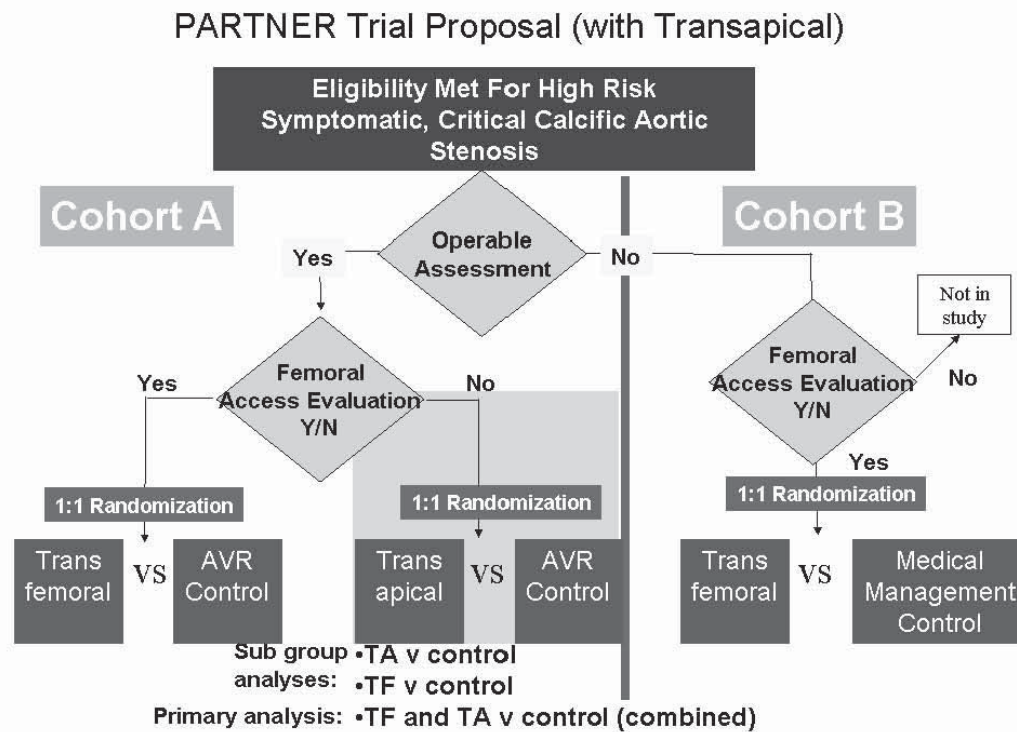 PARTNER Trial Proposal (with Transapical)
Eligibility Met For High Risk
Symptomatic, Critical Calcific Aortic
Stenosis
Cohort A
Cohort B
Operable
Assessment
Yes
No
Not in
study
Femoral
Access Evaluation
Y/N
Yes
No
Femoral
Access Evaluation
Y/N
No
Yes
1:1 Randomization
1:1 Randomization
1:1 Randomization
Trans
femoral
VS
AVR
Control
Trans
apical
VS
AVR
Control
Trans
femoral
VS
Medical
Management
Control
Sub group
analyses:
•TA v control
•TF v control
Primary analysis: •TF and TA v control (combined)